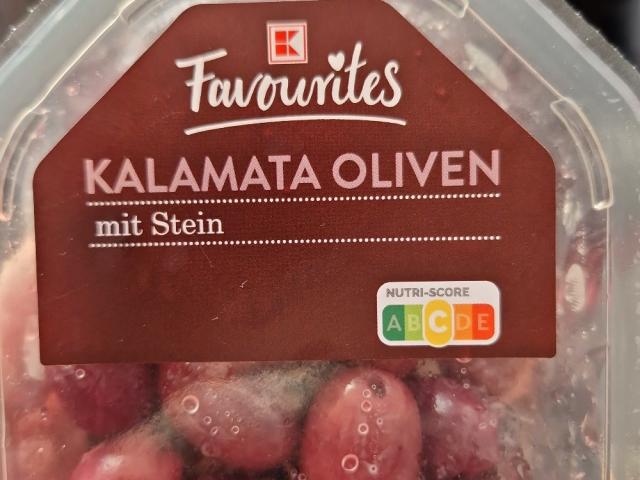 K
Favourites
KALAMATA OLIVEN
mit Stein
NUTRI-SCORE
A B C D E